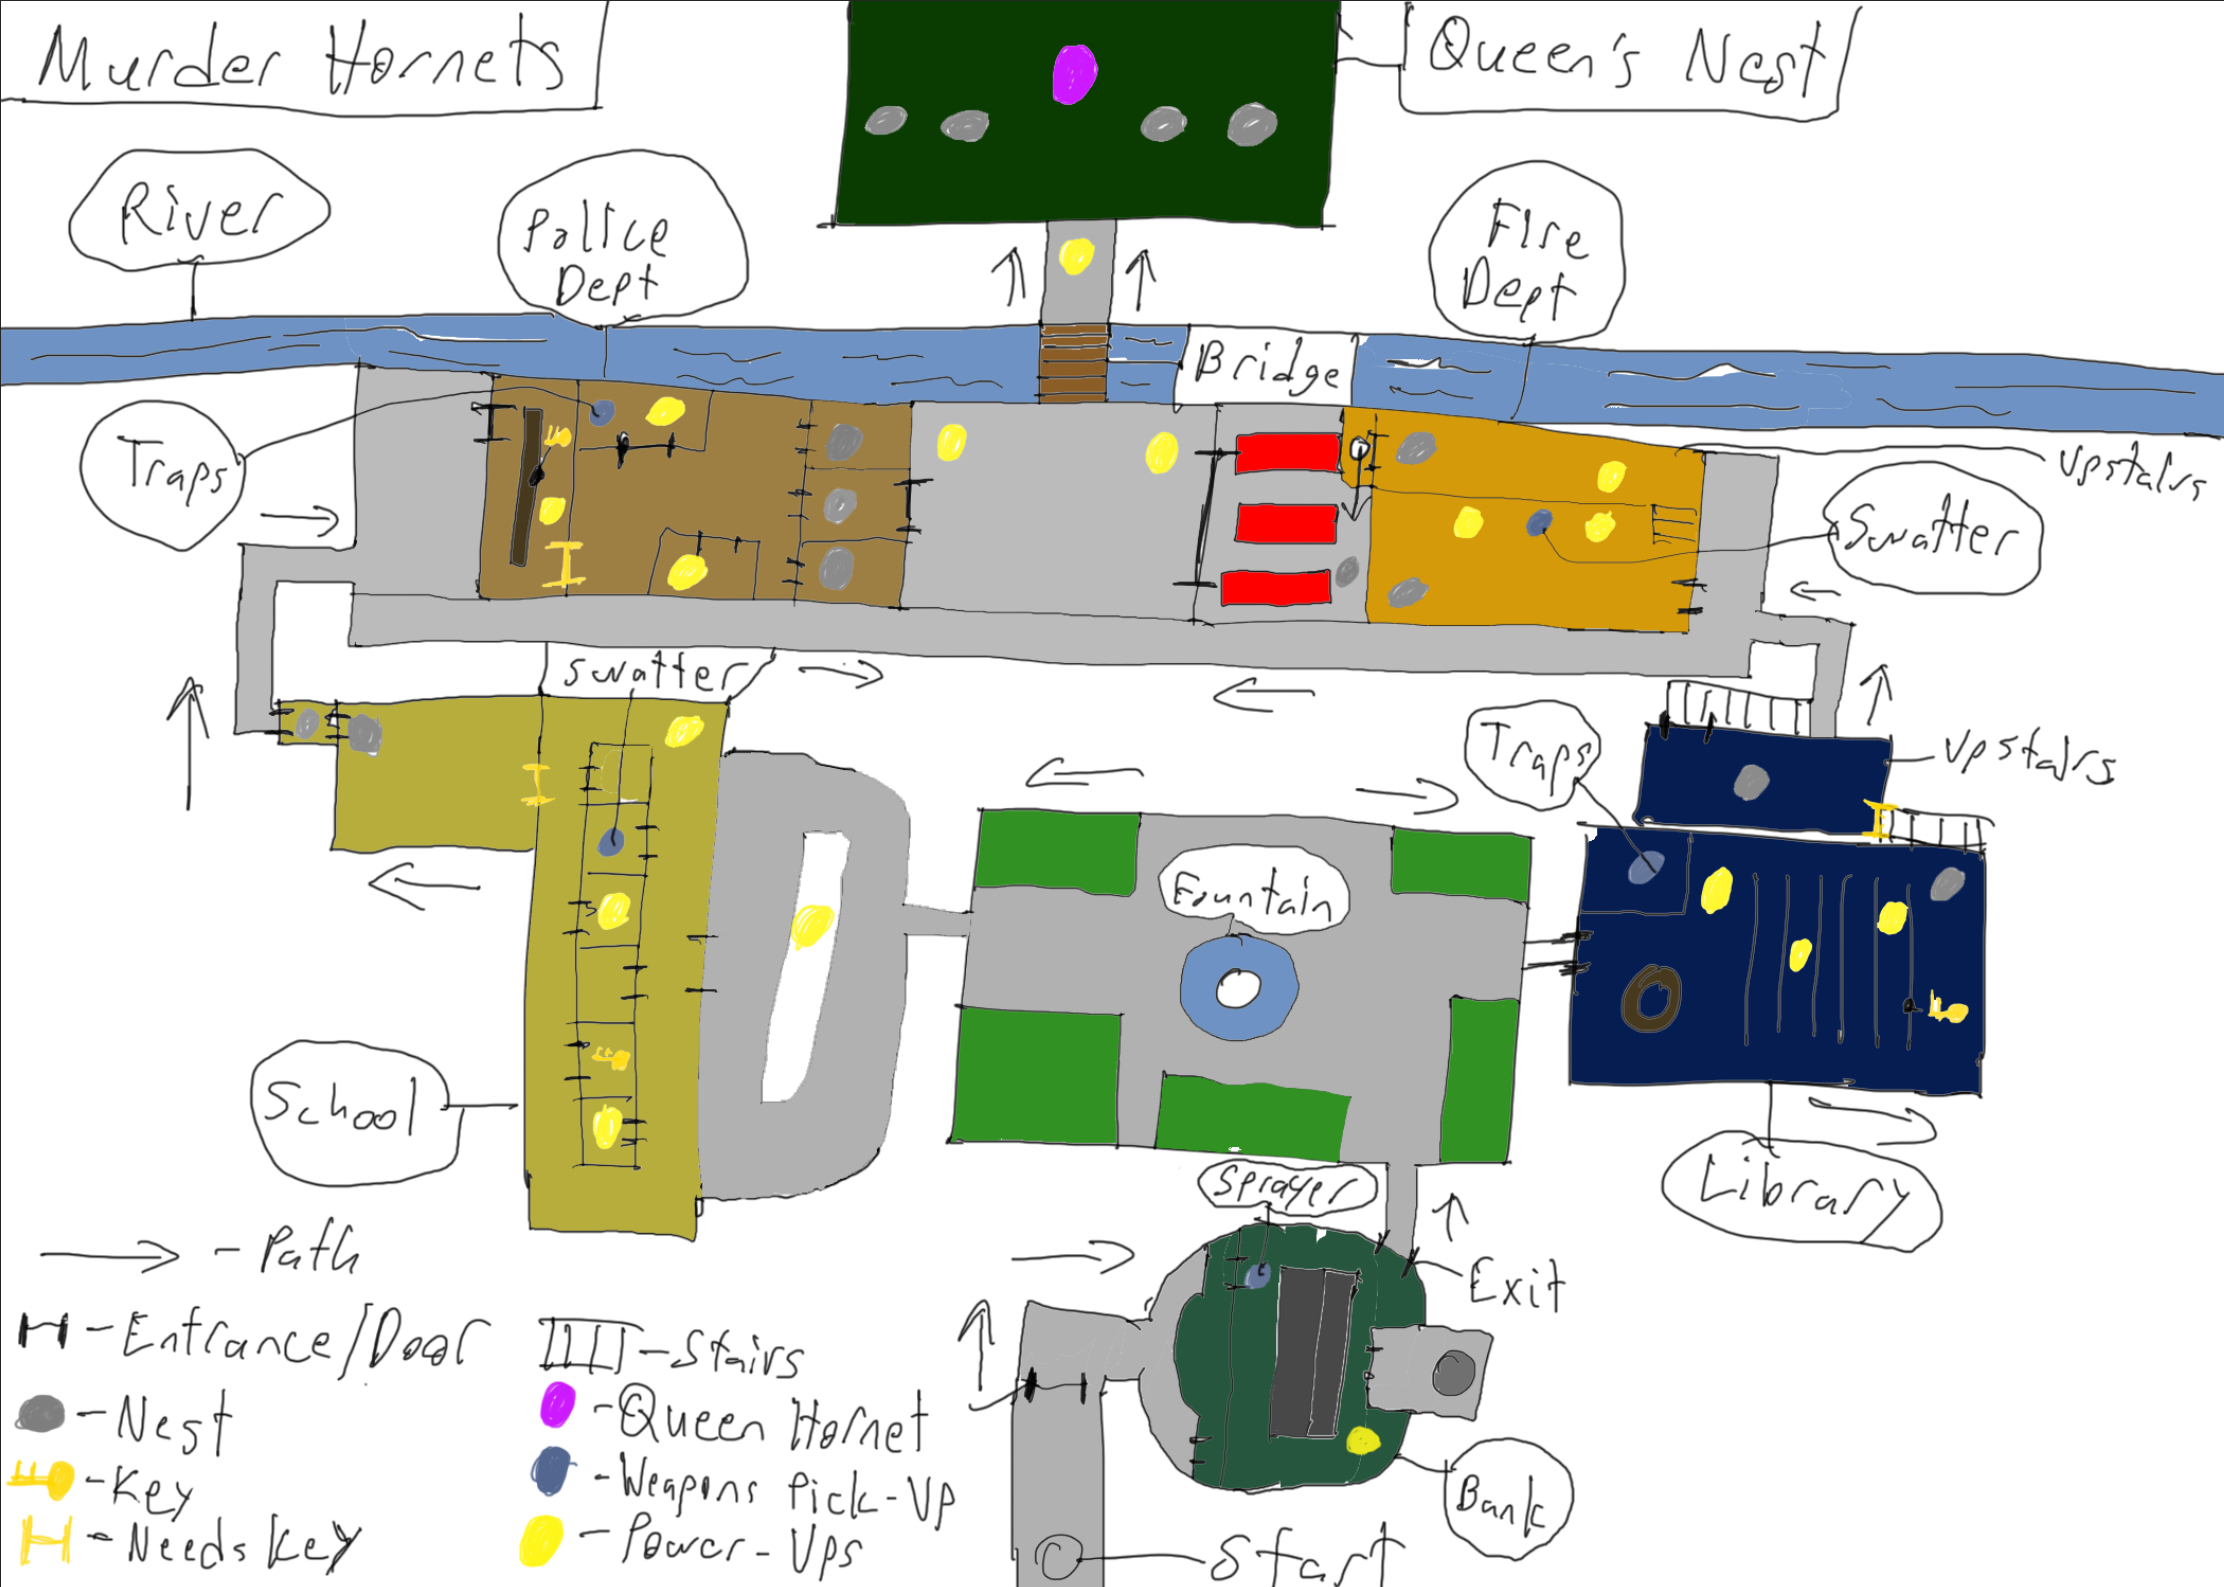 Murder Hornets
Queen's Nest
River
Police
Dept
Fire
Dept
Bridge
Traps
Upstairs
Swatter
Swatter
Traps
Upstairs
Fountain
School
Sprayer
Library
Exit
- Path
- Entrance/Door
- Stairs
- Nest
- Queen Hornet
- Key
- Weapons Pick-Up
- Needs Key
- Power-Ups
Bank
Start